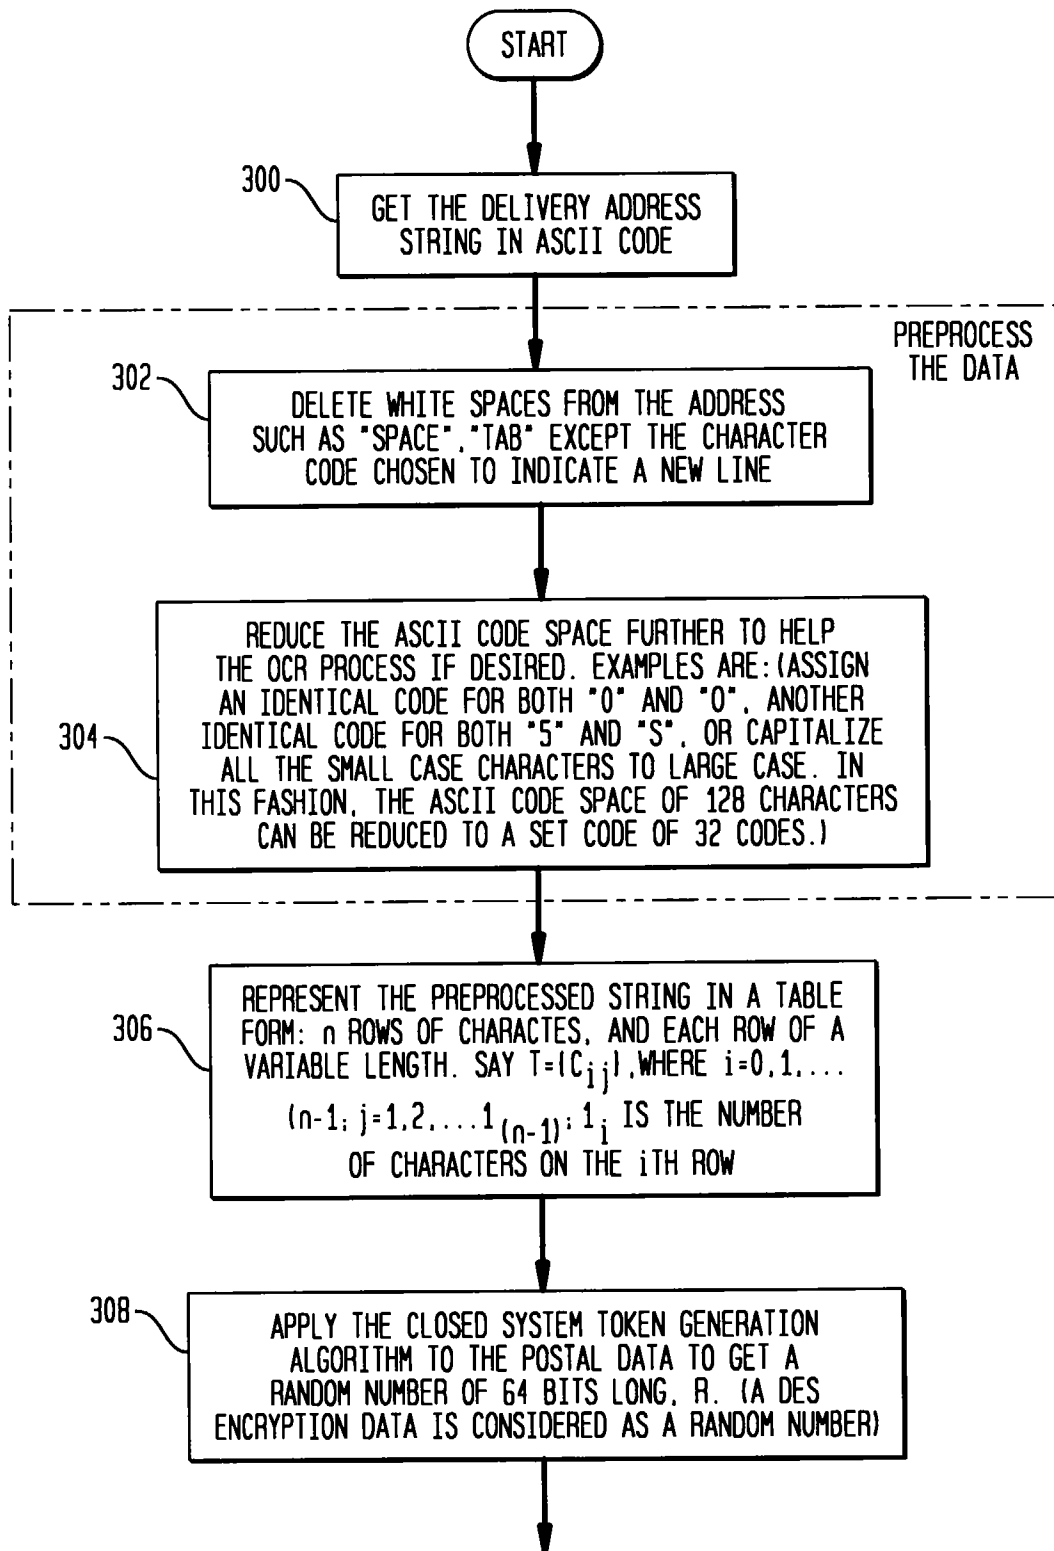 START
300
GET THE DELIVERY ADDRESS
STRING IN ASCII CODE
PREPROCESS
THE DATA
302
DELETE WHITE SPACES FROM THE ADDRESS
SUCH AS "SPACE","TAB" EXCEPT THE CHARACTER
CODE CHOSEN TO INDICATE A NEW LINE
304
REDUCE THE ASCII CODE SPACE FURTHER TO HELP
THE OCR PROCESS IF DESIRED. EXAMPLES ARE:(ASSIGN
AN IDENTICAL CODE FOR BOTH "0" AND "O", ANOTHER
IDENTICAL CODE FOR BOTH "5" AND "S", OR CAPITALIZE
ALL THE SMALL CASE CHARACTERS TO LARGE CASE. IN
THIS FASHION, THE ASCII CODE SPACE OF 128 CHARACTERS
CAN BE REDUCED TO A SET CODE OF 32 CODES.)
306
REPRESENT THE PREPROCESSED STRING IN A TABLE
FORM: n ROWS OF CHARACTES, AND EACH ROW OF A
VARIABLE LENGTH. SAY T=(Cij),WHERE i=0,1,...
(n-1; j=1,2,...1(n-1); 1i IS THE NUMBER
OF CHARACTERS ON THE iTH ROW
308
APPLY THE CLOSED SYSTEM TOKEN GENERATION
ALGORITHM TO THE POSTAL DATA TO GET A
RANDOM NUMBER OF 64 BITS LONG, R. (A DES
ENCRYPTION DATA IS CONSIDERED AS A RANDOM NUMBER)